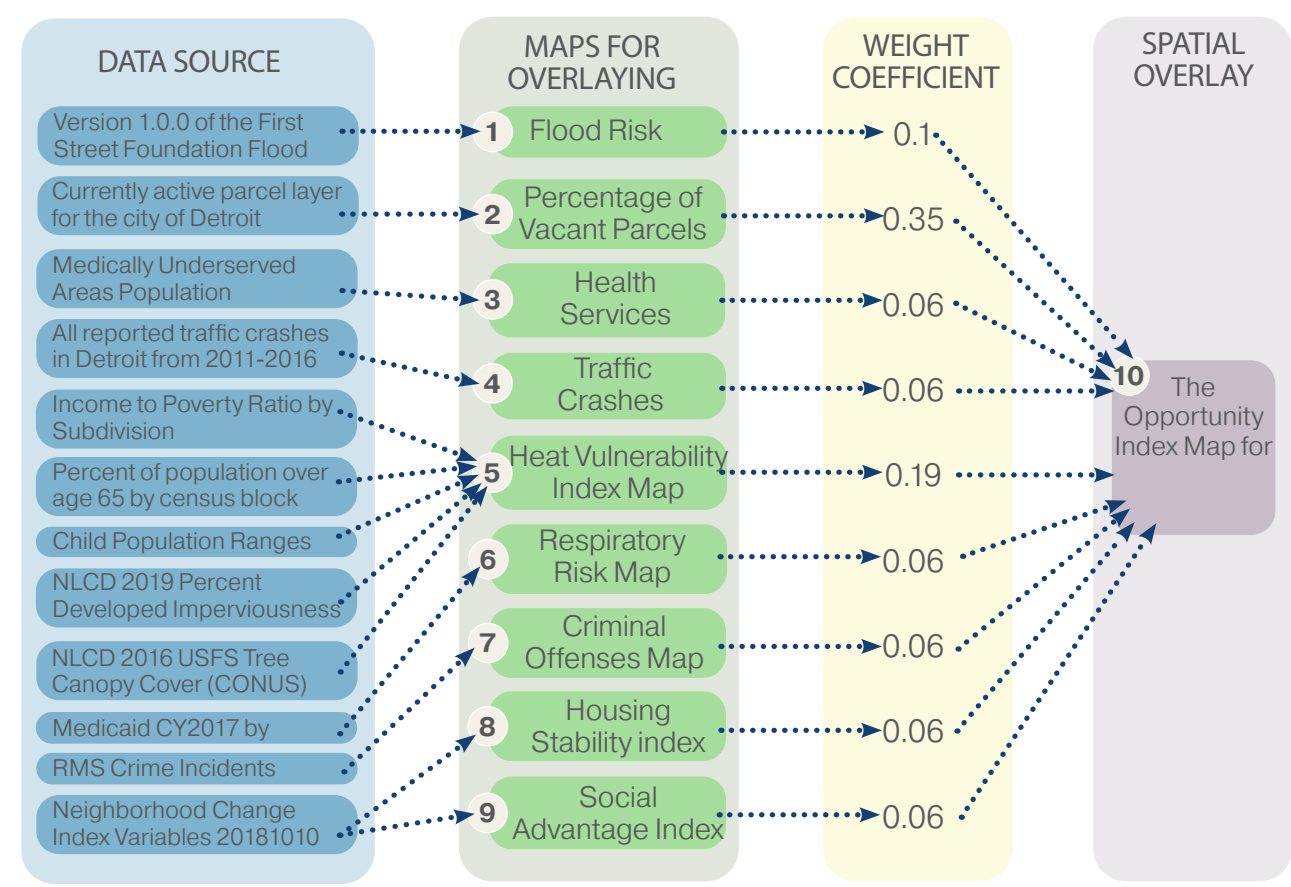 DATA SOURCE
Version 1.0.0 of the First
Street Foundation Flood
Currently active parcel layer
for the city of Detroit
Medically Underserved
Areas Population
All reported traffic crashes
in Detroit from 2011-2016
Income to Poverty Ratio by
Subdivision
Percent of population over
age 65 by census block
Child Population Ranges
NLCD 2019 Percent
Developed Imperviousness
NLCD 2016 USFS Tree
Canopy Cover (CONUS)
Medicaid CY2017 by
RMS Crime Incidents
Neighborhood Change
Index Variables 20181010
MAPS FOR
OVERLAYING
1 Flood Risk
2 Percentage of
Vacant Parcels
3 Health
Services
4 Traffic
Crashes
5 Heat Vulnerability
Index Map
6 Respiratory
Risk Map
7 Criminal
Offenses Map
8 Housing
Stability index
9 Social
Advantage Index
WEIGHT
COEFFICIENT
0.1
0.35
0.06
0.06
0.19
0.06
0.06
0.06
0.06
SPATIAL
OVERLAY
10 The
Opportunity
Index Map for